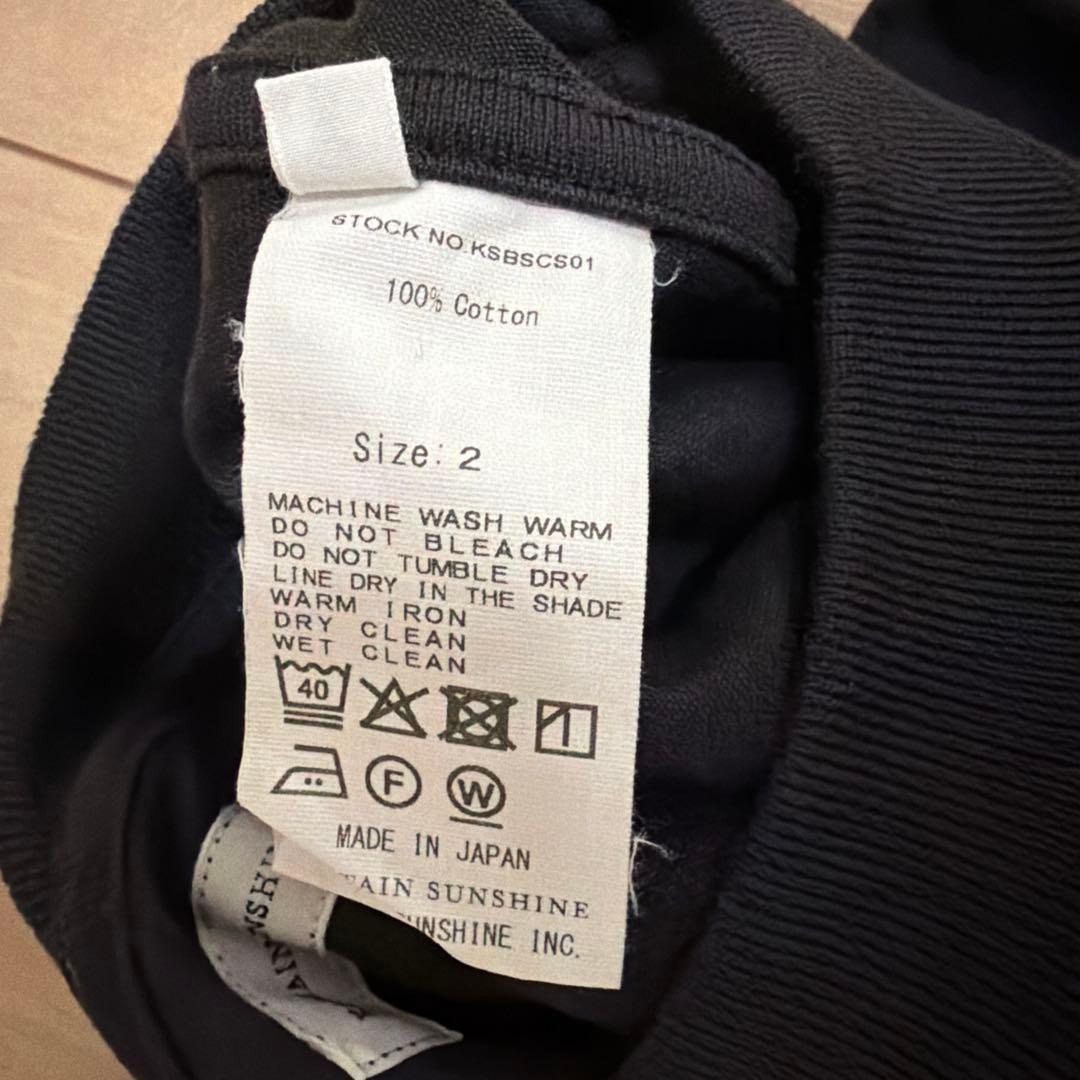 STOCK NO.KSBSCS01
100% Cotton
Size: 2
MACHINE WASH WARM
DO NOT BLEACH
DO NOT TUMBLE DRY
LINE DRY IN THE SHADE
WARM IRON
DRY CLEAN
WET CLEAN
40
F
W
MADE IN JAPAN
SUNSHINE
SUNSHINE INC.